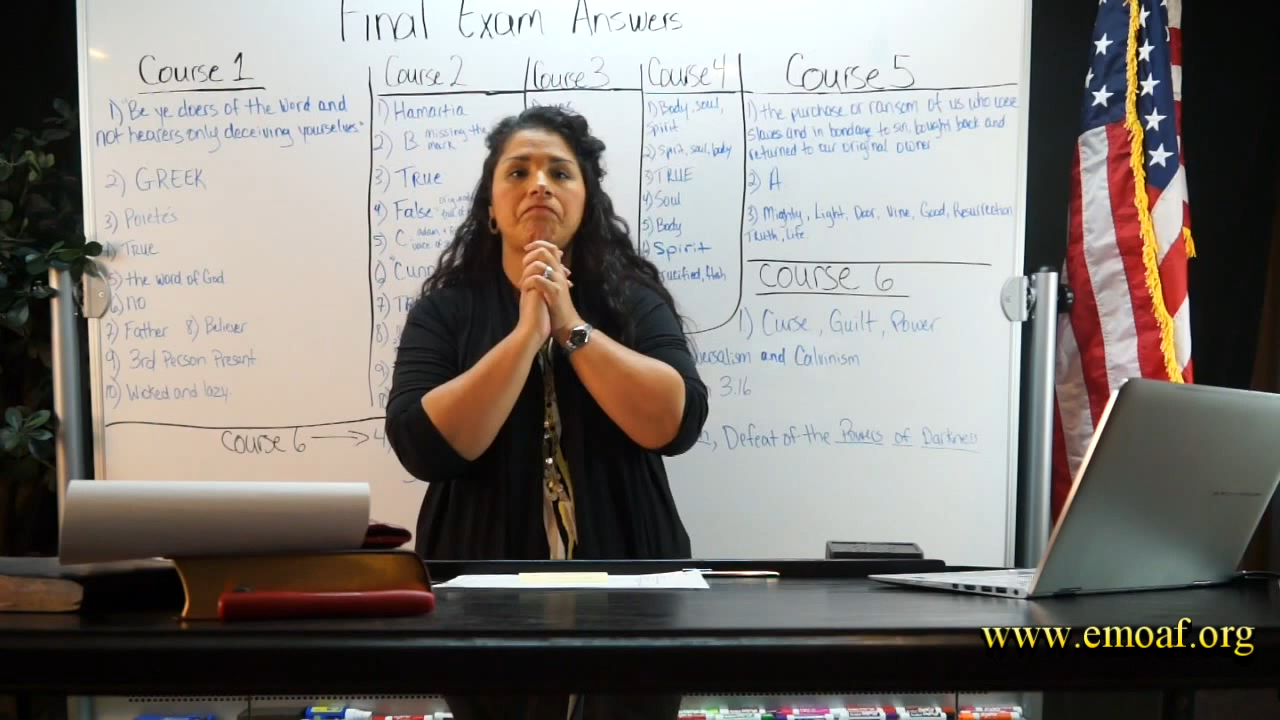 Final Exam Answers
Course 1
1) "Be ye doers of the Word and
not hearers only deceiving yourselves"
2) GREEK
3) Poietés
TRUE
5) the word of God
6) no
7) Father 8) Believer
9) 3rd Person Present
10) Wicked and lazy.
Course 6
Course 2
1) Hamartia
2) B missing the
mark
3) True
4) False
5) C
7)
8)
9)
Course 3
Course 4
1) Body, soul,
spirit
2) Spirit, soul, body
3) TRUE
4) Soul
5) Body
Spirit
Course 5
1) the purchase or ransom of us who were
slaves and in bondage to sin, bought back and
returned to our original owner
2) A
3) Mighty, Light, Door, Vine, Good, Resurrection
Truth, Life.
Course 6
1) Curse, Guilt, Power
and Calvinism
3:16
Defeat of the Powers of Darkness
www.emoaf.org